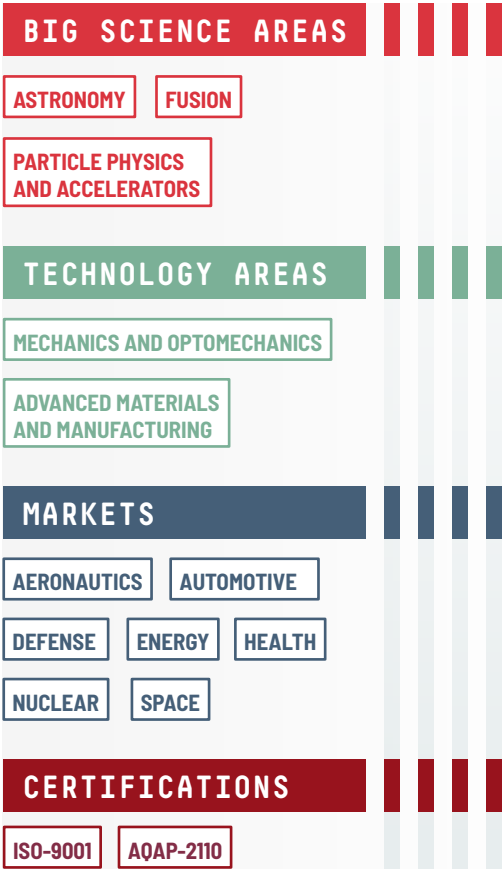 BIG SCIENCE AREAS
ASTRONOMY FUSION
PARTICLE PHYSICS
AND ACCELERATORS
TECHNOLOGY AREAS
MECHANICS AND OPTOMECHANICS
ADVANCED MATERIALS
AND MANUFACTURING
MARKETS
AERONAUTICS AUTOMOTIVE
DEFENSE ENERGY HEALTH
NUCLEAR SPACE
CERTIFICATIONS
ISO-9001 AQAP-2110